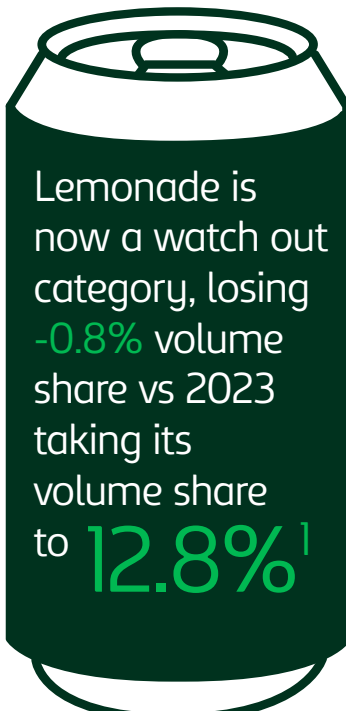 Lemonade is
now a watch out
category, losing
-0.8% volume
share vs 2023
taking its
volume share
to 12.8%¹